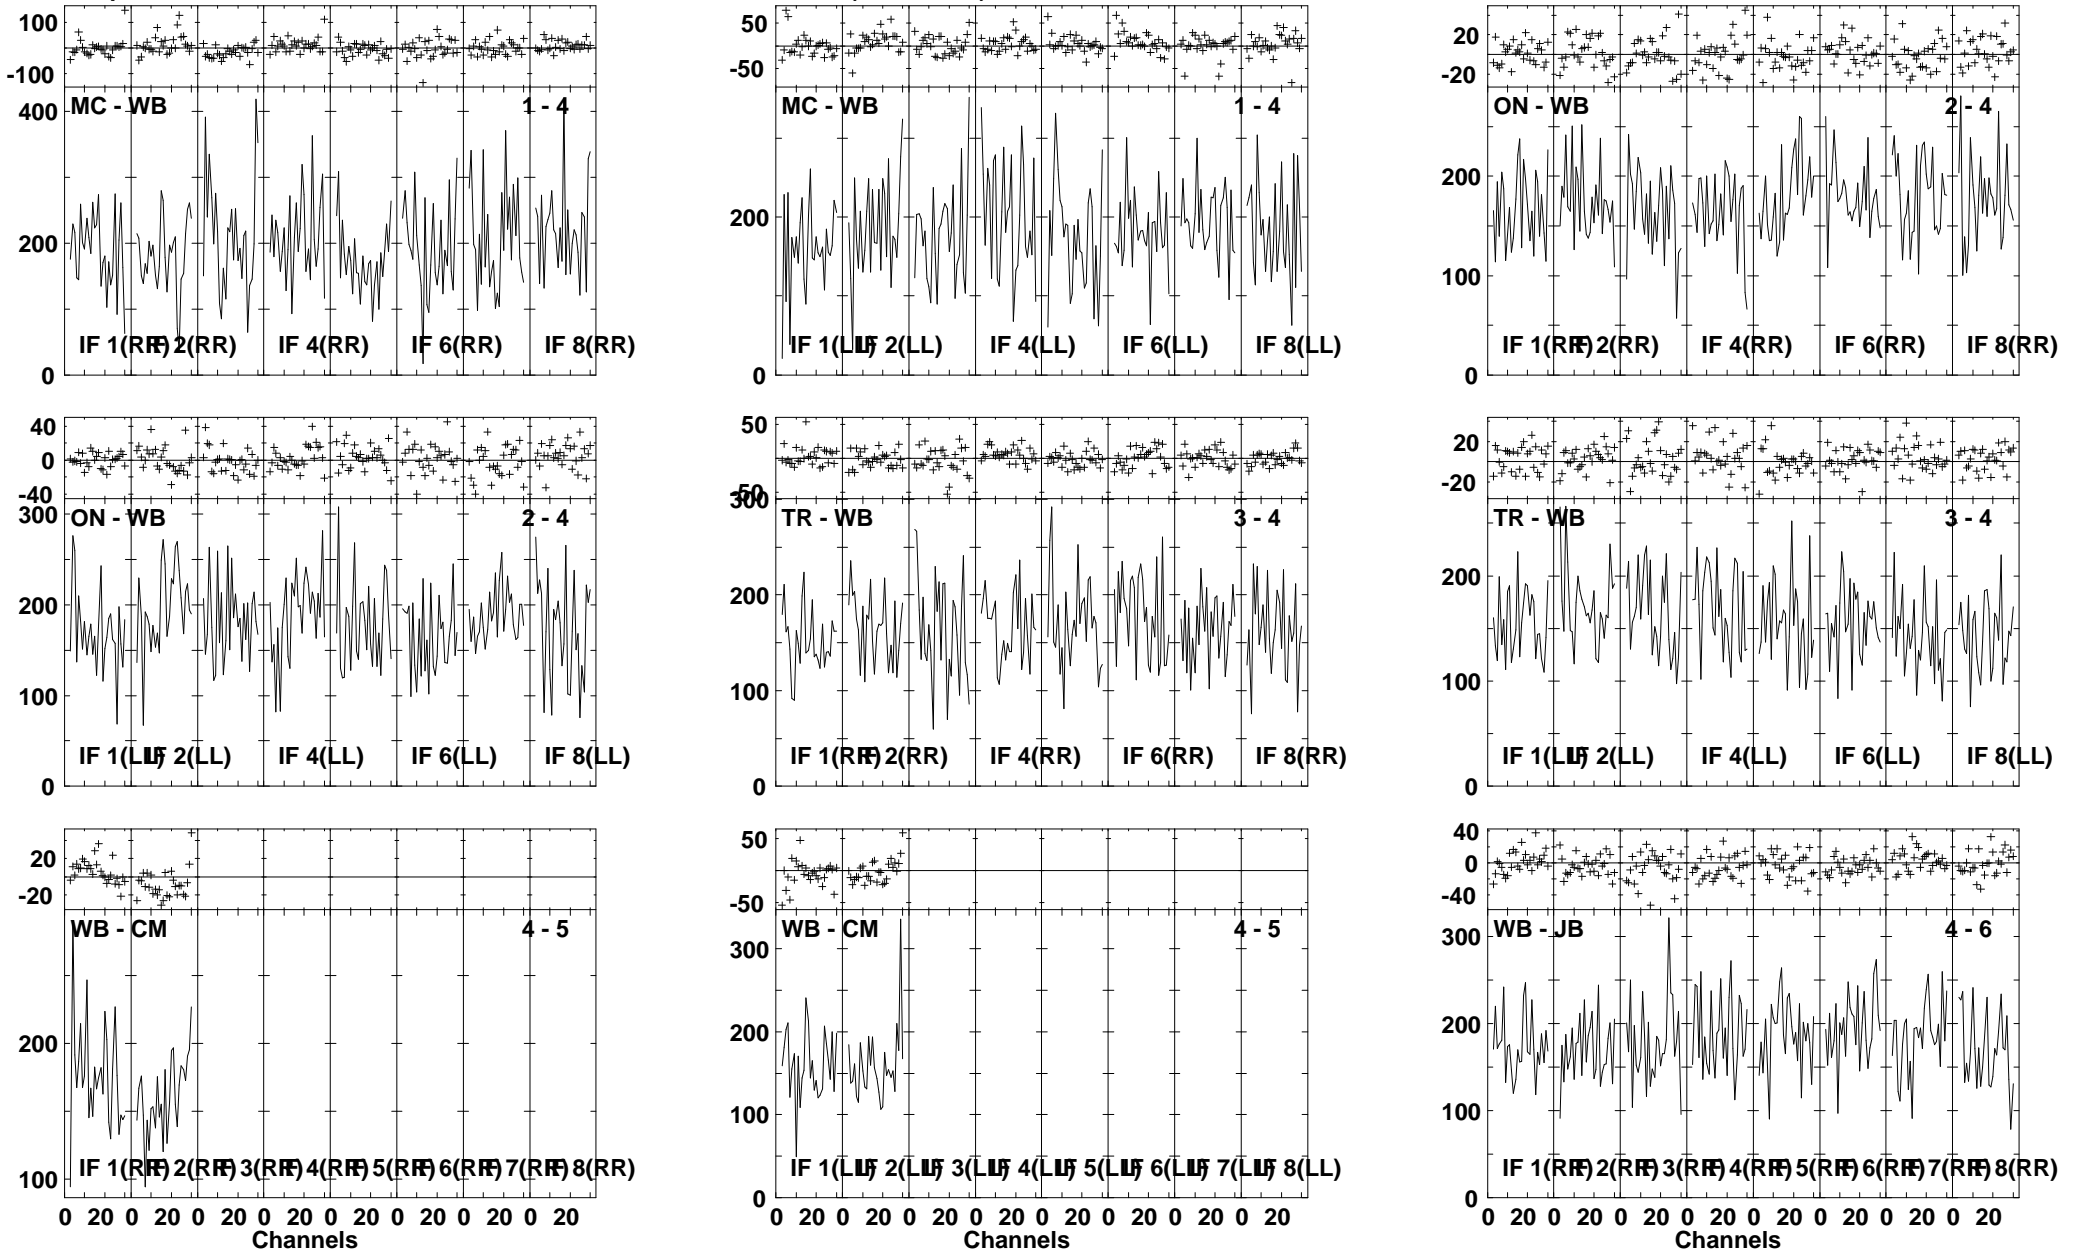 100
-100
MC - WB 1 - 4
400
200
0
IF 1(RR) IF 2(RR) IF 4(RR) IF 6(RR) IF 8(RR)
50
-50
MC - WB 1 - 4
200
0
IF 1(LL) IF 2(LL) IF 4(LL) IF 6(LL) IF 8(LL)
20
-20
ON - WB 2 - 4
200
100
0
IF 1(RR) IF 2(RR) IF 4(RR) IF 6(RR) IF 8(RR)
40
0
-40
ON - WB 2 - 4
300
200
100
0
IF 1(LL) IF 2(LL) IF 4(LL) IF 6(LL) IF 8(LL)
50
-50
300
TR - WB 3 - 4
200
100
0
IF 1(RR) IF 2(RR) IF 4(RR) IF 6(RR) IF 8(RR)
20
-20
TR - WB 3 - 4
200
100
0
IF 1(LL) IF 2(LL) IF 4(LL) IF 6(LL) IF 8(LL)
20
-20
WB - CM 4 - 5
200
100
IF 1(RR) IF 2(RR) IF 3(RR) IF 4(RR) IF 5(RR) IF 6(RR) IF 7(RR) IF 8(RR)
0 20 0 20 0 20 0 20 0 20 0 20 0 20 0 20
Channels
50
-50
WB - CM 4 - 5
300
200
100
0
IF 1(LL) IF 2(LL) IF 3(LL) IF 4(LL) IF 5(LL) IF 6(LL) IF 7(LL) IF 8(LL)
0 20 0 20 0 20 0 20 0 20 0 20 0 20 0 20
40
0
-40
WB - JB 4 - 6
300
200
100
0
IF 1(RR) IF 2(RR) IF 3(RR) IF 4(RR) IF 5(RR) IF 6(RR) IF 7(RR) IF 8(RR)
0 20 0 20 0 20 0 20 0 20 0 20 0 20 0 20
Channels